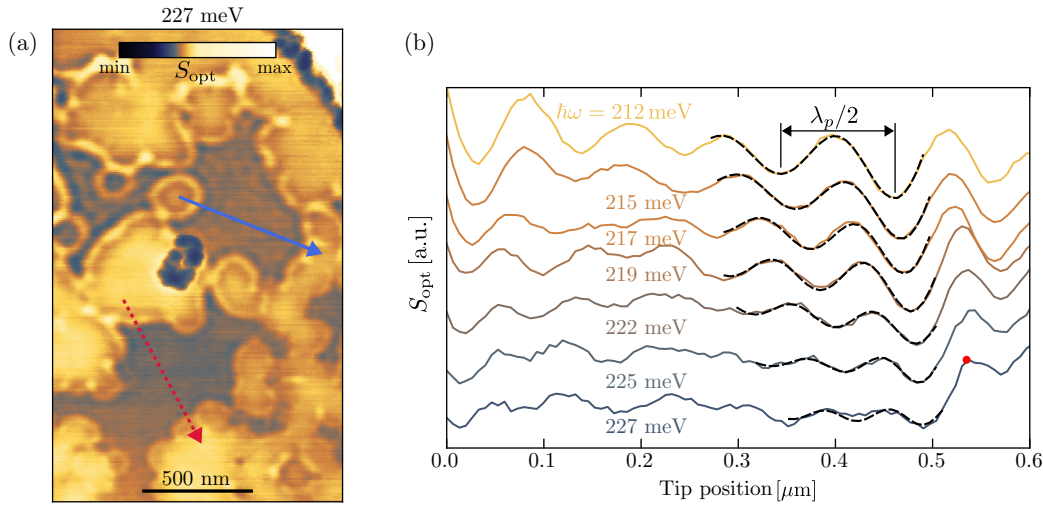 (a)
227 meV
min
max
S_opt
500 nm
(b)
ħω = 212 meV
λ_p/2
215 meV
217 meV
219 meV
222 meV
225 meV
227 meV
S_opt [a.u.]
0.0 0.1 0.2 0.3 0.4 0.5 0.6
Tip position [μm]